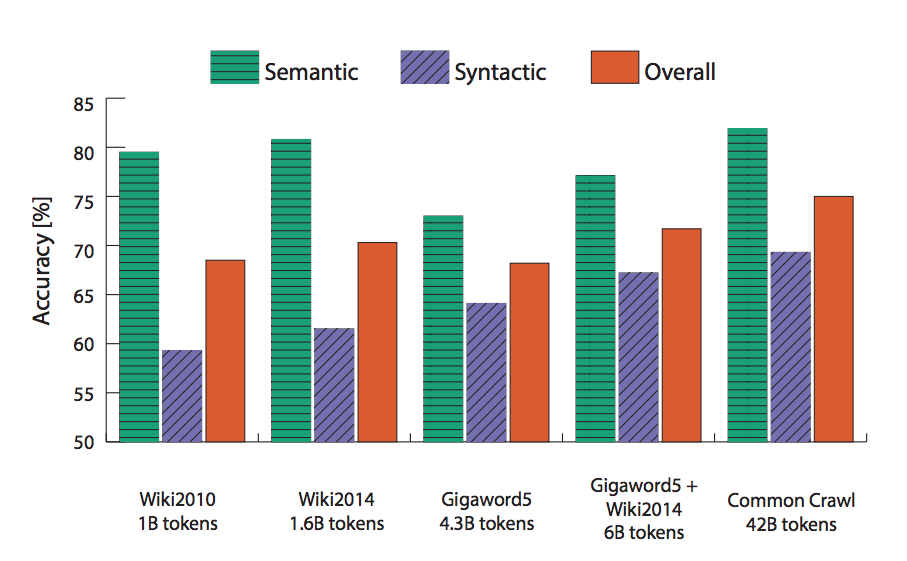 Semantic Syntactic Overall
85
80
75
70
65
60
55
50
Accuracy [%]
Wiki2010
1B tokens
Wiki2014
1.6B tokens
Gigaword5
4.3B tokens
Gigaword5 +
Wiki2014
6B tokens
Common Crawl
42B tokens